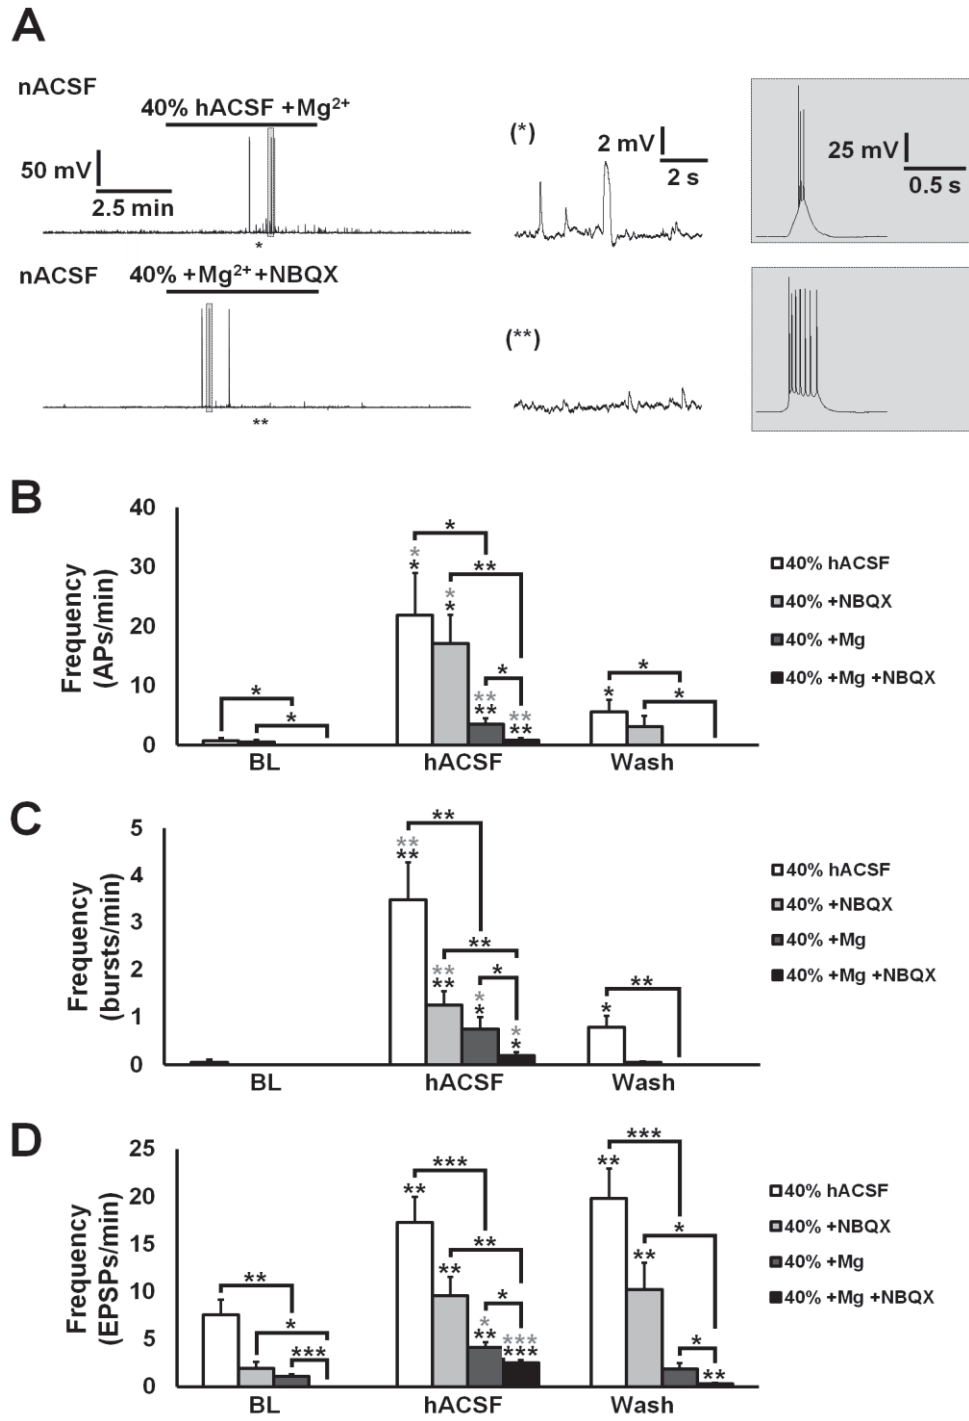 A
nACSF
40% hACSF +Mg²⁺
50 mV
2.5 min
*
(*)
2 mV
2 s
25 mV
0.5 s
nACSF
40% +Mg²⁺ +NBQX
**
(**)
B
Frequency
(APs/min)
40
30
20
10
0
* * * * * * ** * ** ** ** ** * * * *
BL
hACSF
Wash
40% hACSF
40% +NBQX
40% +Mg
40% +Mg +NBQX
C
Frequency
(bursts/min)
5
4
3
2
1
0
** ** ** ** ** ** * * * * * ** *
BL
hACSF
Wash
40% hACSF
40% +NBQX
40% +Mg
40% +Mg +NBQX
D
Frequency
(EPSPs/min)
25
20
15
10
5
0
** * *** *** ** ** ** * * ** *** *** *** ** * ** * **
BL
hACSF
Wash
40% hACSF
40% +NBQX
40% +Mg
40% +Mg +NBQX